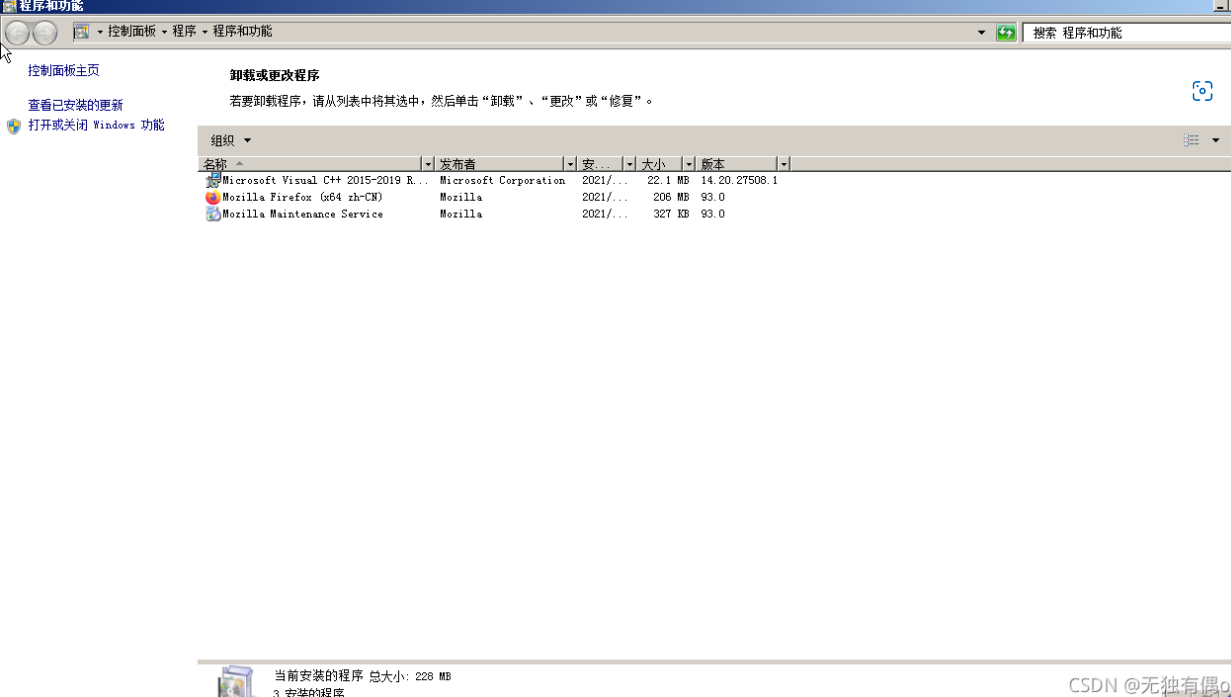 程序和功能
控制面板 程序 程序和功能
搜索 程序和功能
控制面板主页
查看已安装的更新
打开或关闭 Windows 功能
卸载或更改程序
若要卸载程序，请从列表中将其选中，然后单击“卸载”、“更改”或“修复”。
组织
名称 发布者 安... 大小 版本
Microsoft Visual C++ 2015-2019 R... Microsoft Corporation 2021/... 22.1 MB 14.20.27508.1
Mozilla Firefox (x64 zh-CN) Mozilla 2021/... 206 MB 93.0
Mozilla Maintenance Service Mozilla 2021/... 327 KB 93.0
当前安装的程序 总大小: 228 MB
3 安装的程序
CSDN @无独有偶o